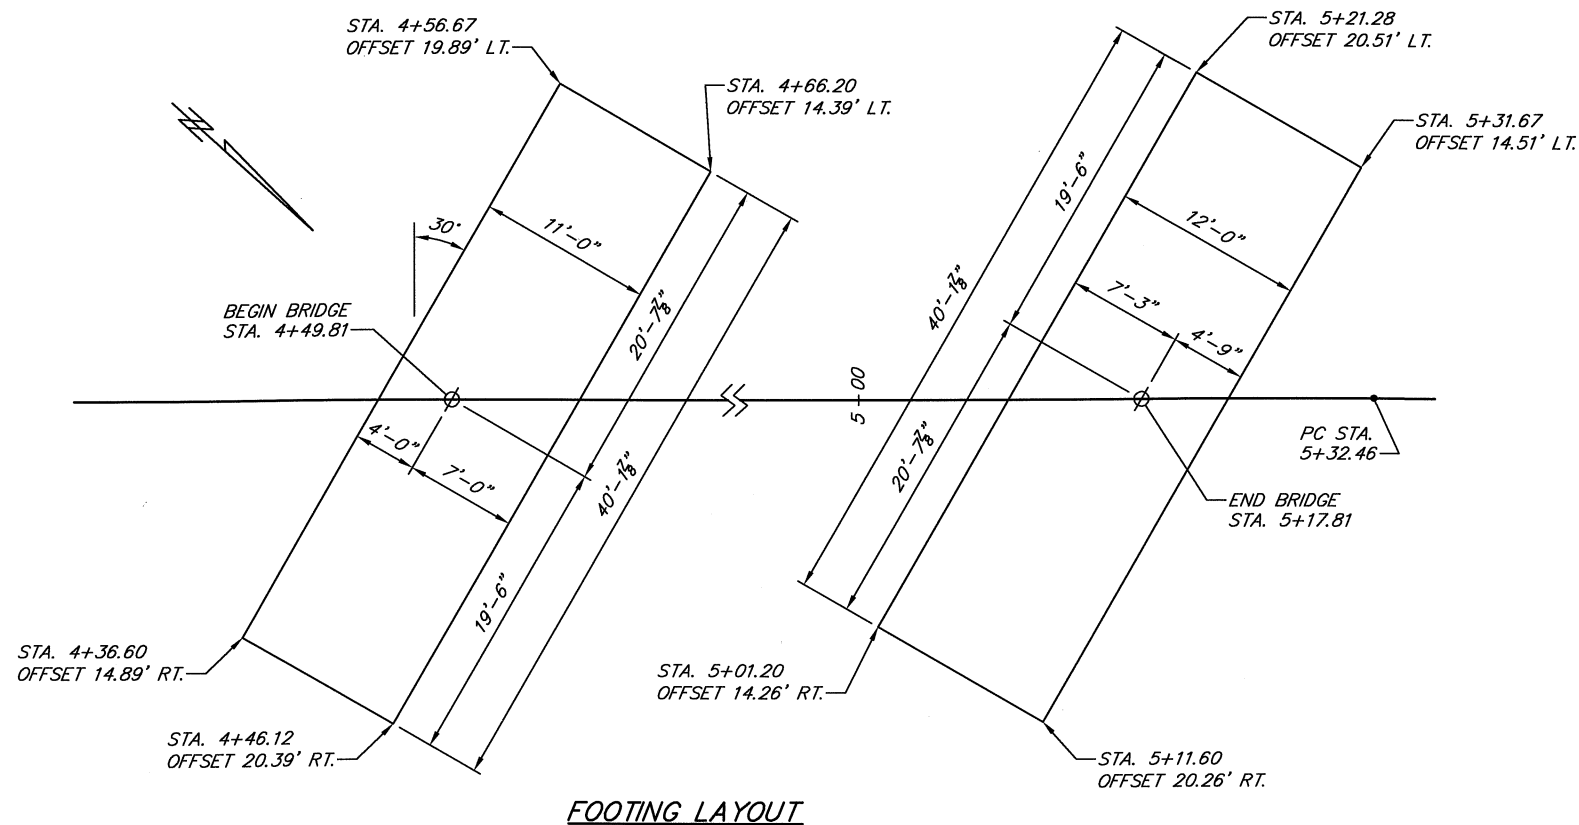 STA. 4+56.67
OFFSET 19.89' LT.
STA. 4+66.20
OFFSET 14.39' LT.
STA. 5+21.28
OFFSET 20.51' LT.
STA. 5+31.67
OFFSET 14.51' LT.
N
30°
11'-0"
19'-6"
12'-0"
BEGIN BRIDGE
STA. 4+49.81
20'-7⅞"
40'-1⅞"
7'-3"
4'-9"
5+00
4'-0"
7'-0"
40'-1⅞"
20'-7⅞"
PC STA.
5+32.46
END BRIDGE
STA. 5+17.81
19'-6"
STA. 4+36.60
OFFSET 14.89' RT.
STA. 5+01.20
OFFSET 14.26' RT.
STA. 4+46.12
OFFSET 20.39' RT.
STA. 5+11.60
OFFSET 20.26' RT.
FOOTING LAYOUT